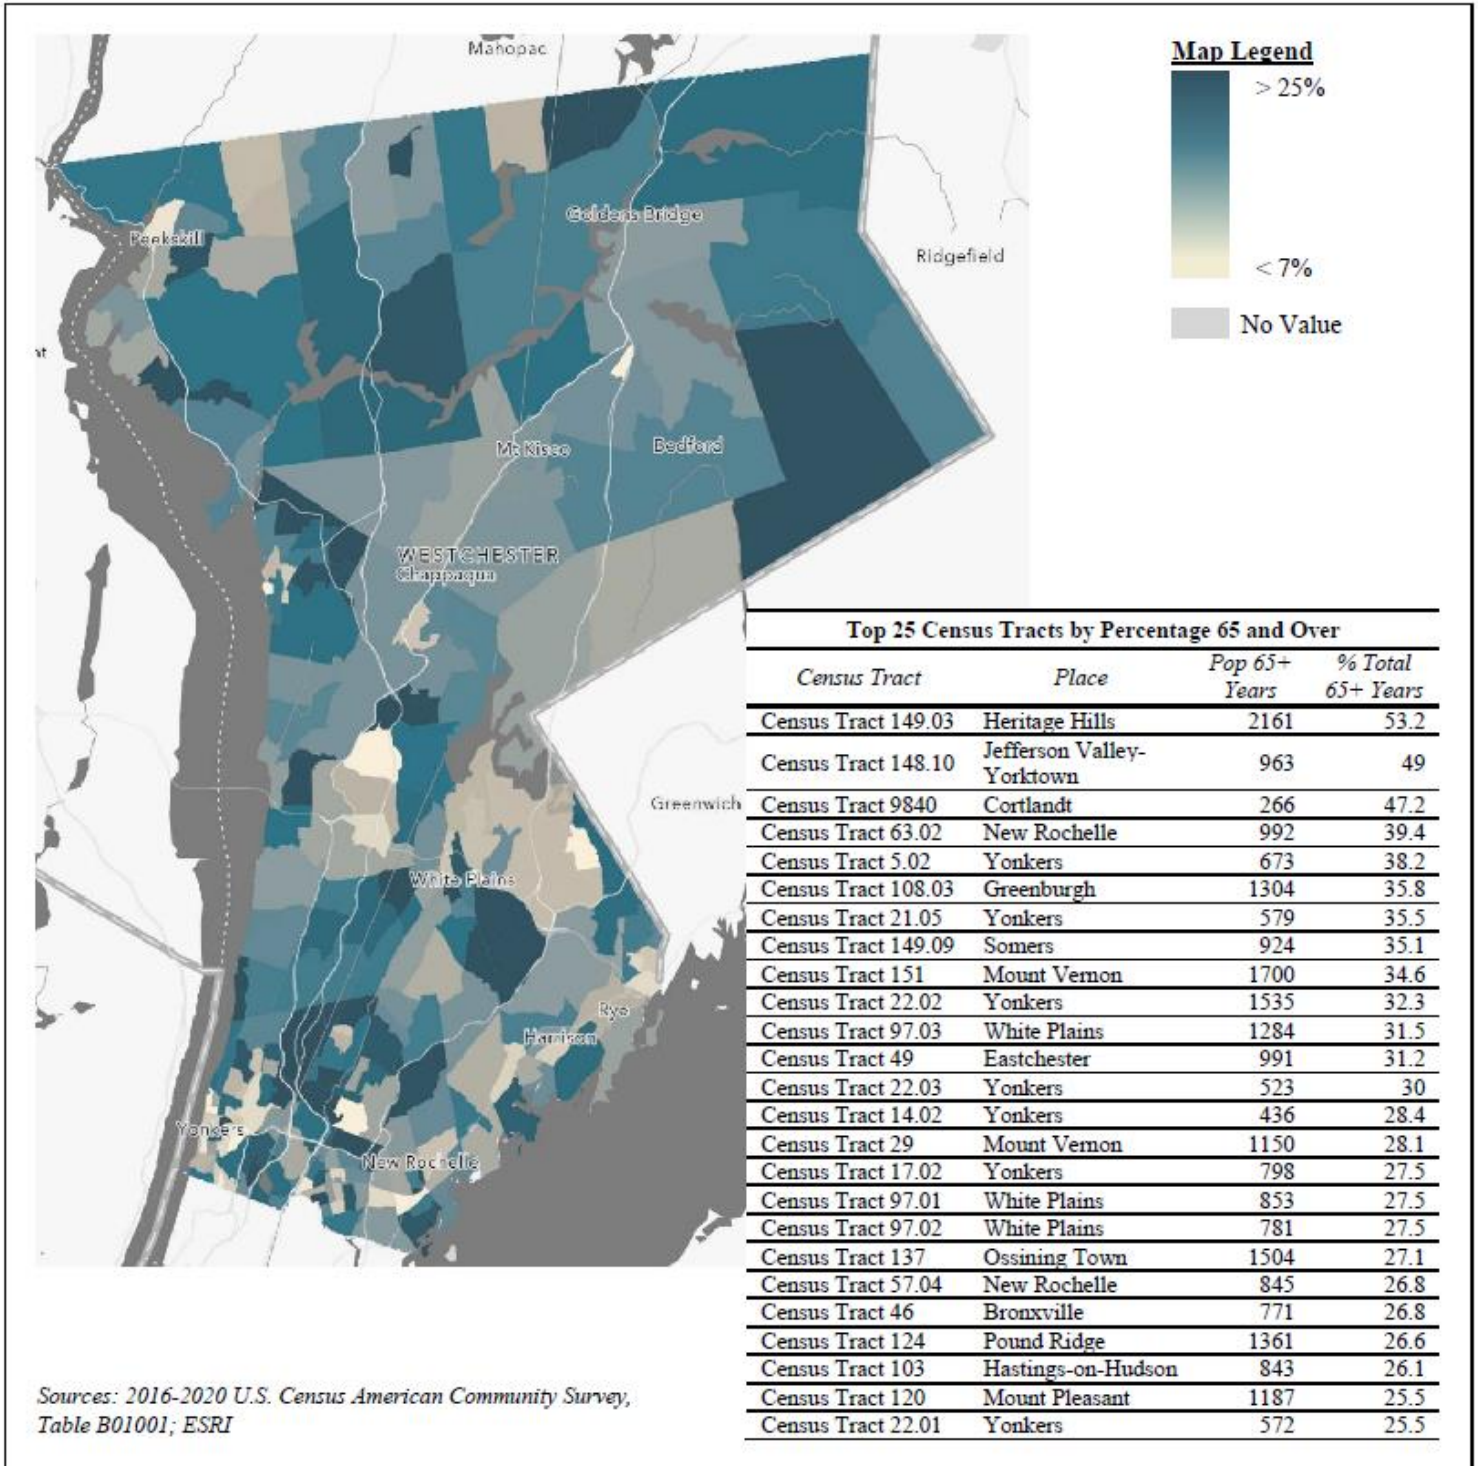 Mahopac
Goldens Bridge
Peekskill
Ridgefield
nt
Mt Kisco
Bedford
WESTCHESTER
Chappaqua
Greenwich
White Plains
Rye
Harrison
Yonkers
New Rochelle
Map Legend
> 25%
< 7%
No Value
Top 25 Census Tracts by Percentage 65 and Over
Census Tract Place Pop 65+ Years % Total 65+ Years
Census Tract 149.03 Heritage Hills 2161 53.2
Census Tract 148.10 Jefferson Valley-Yorktown 963 49
Census Tract 9840 Cortlandt 266 47.2
Census Tract 63.02 New Rochelle 992 39.4
Census Tract 5.02 Yonkers 673 38.2
Census Tract 108.03 Greenburgh 1304 35.8
Census Tract 21.05 Yonkers 579 35.5
Census Tract 149.09 Somers 924 35.1
Census Tract 151 Mount Vernon 1700 34.6
Census Tract 22.02 Yonkers 1535 32.3
Census Tract 97.03 White Plains 1284 31.5
Census Tract 49 Eastchester 991 31.2
Census Tract 22.03 Yonkers 523 30
Census Tract 14.02 Yonkers 436 28.4
Census Tract 29 Mount Vernon 1150 28.1
Census Tract 17.02 Yonkers 798 27.5
Census Tract 97.01 White Plains 853 27.5
Census Tract 97.02 White Plains 781 27.5
Census Tract 137 Ossining Town 1504 27.1
Census Tract 57.04 New Rochelle 845 26.8
Census Tract 46 Bronxville 771 26.8
Census Tract 124 Pound Ridge 1361 26.6
Census Tract 103 Hastings-on-Hudson 843 26.1
Census Tract 120 Mount Pleasant 1187 25.5
Census Tract 22.01 Yonkers 572 25.5
Sources: 2016-2020 U.S. Census American Community Survey,
Table B01001; ESRI